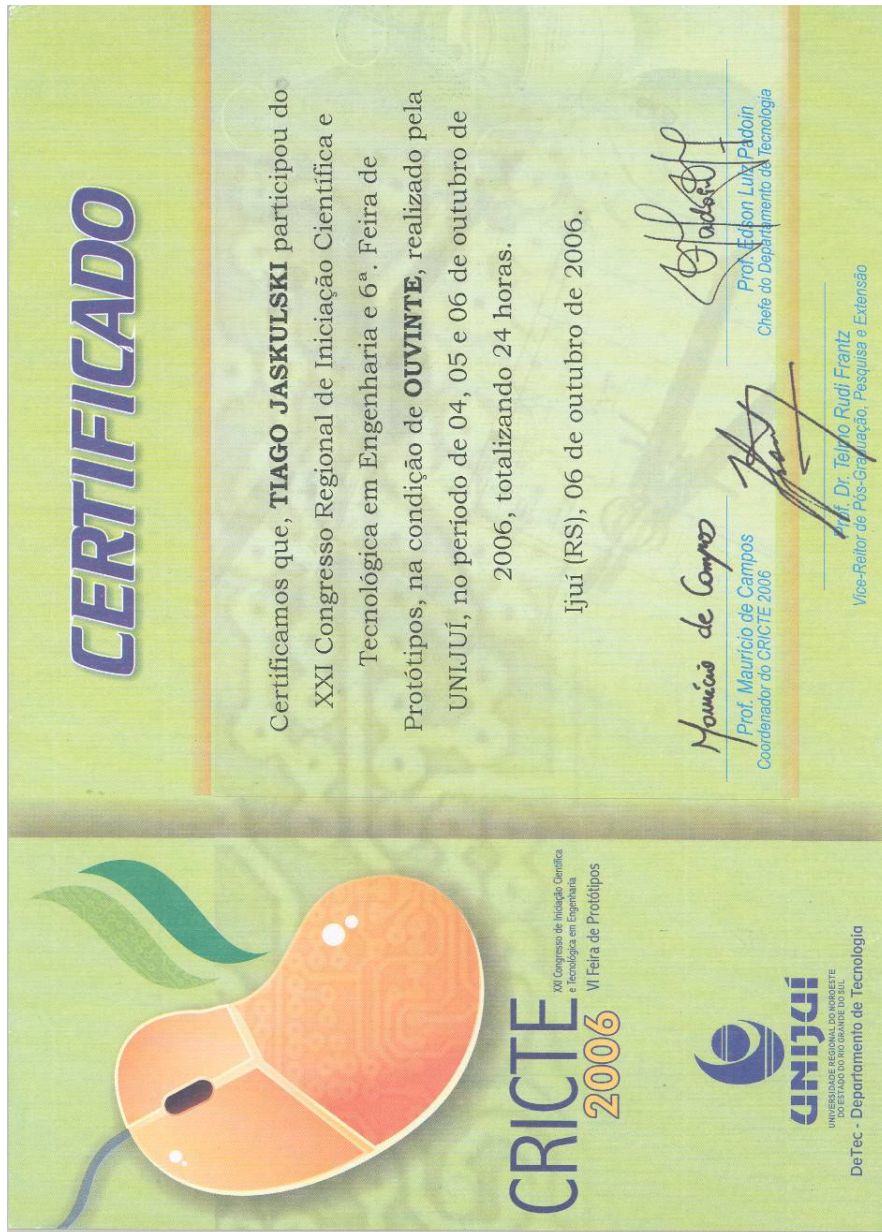 CERTIFICADO
Certificamos que, TIAGO JASKULSKI participou do
XXI Congresso Regional de Iniciação Científica e
Tecnológica em Engenharia e 6ª. Feira de
Protótipos, na condição de OUVINTE, realizado pela
UNIJUÍ, no período de 04, 05 e 06 de outubro de
2006, totalizando 24 horas.
Ijuí (RS), 06 de outubro de 2006.
Maurício de Campos
Prof. Maurício de Campos
Coordenador do CRICTE 2006
Padoin
Prof. Edson Luiz Padoin
Chefe do Departamento de Tecnologia
Prof. Dr. Telmo Rudi Frantz
Vice-Reitor de Pós-Graduação, Pesquisa e Extensão
CRICTE
2006
XXI Congresso de Iniciação Científica
e Tecnológica em Engenharia
VI Feira de Protótipos
UNIJUÍ
UNIVERSIDADE REGIONAL DO NOROESTE
DO ESTADO DO RIO GRANDE DO SUL
DeTec - Departamento de Tecnologia